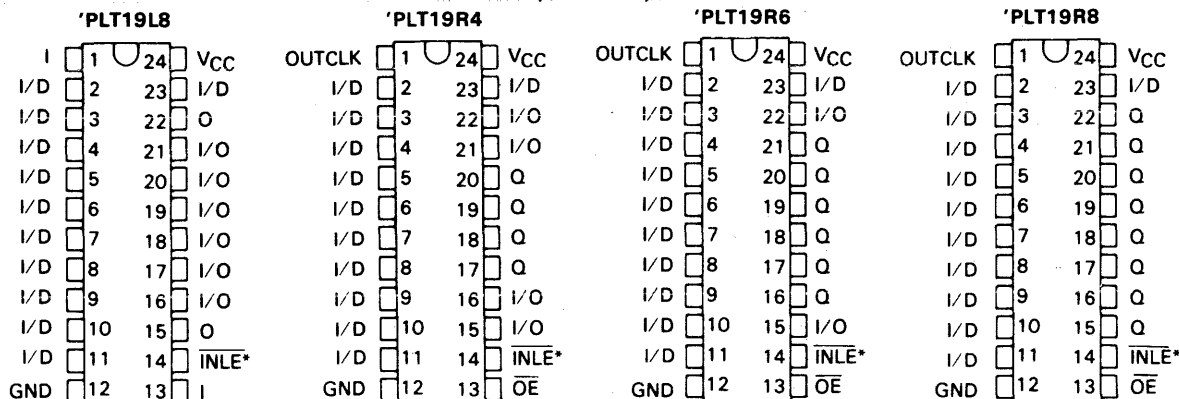 'PLT19L8 'PLT19R4 'PLT19R6 'PLT19R8
I 1 24 VCC OUTCLK 1 24 VCC OUTCLK 1 24 VCC OUTCLK 1 24 VCC
I/D 2 23 I/D I/D 2 23 I/D I/D 2 23 I/D I/D 2 23 I/D
I/D 3 22 O I/D 3 22 I/O I/D 3 22 I/O I/D 3 22 Q
I/D 4 21 I/O I/D 4 21 I/O I/D 4 21 Q I/D 4 21 Q
I/D 5 20 I/O I/D 5 20 Q I/D 5 20 Q I/D 5 20 Q
I/D 6 19 I/O I/D 6 19 Q I/D 6 19 Q I/D 6 19 Q
I/D 7 18 I/O I/D 7 18 Q I/D 7 18 Q I/D 7 18 Q
I/D 8 17 I/O I/D 8 17 Q I/D 8 17 Q I/D 8 17 Q
I/D 9 16 I/O I/D 9 16 I/O I/D 9 16 Q I/D 9 16 Q
I/D 10 15 O I/D 10 15 I/O I/D 10 15 I/O I/D 10 15 Q
I/D 11 14 INLE* I/D 11 14 INLE* I/D 11 14 INLE* I/D 11 14 INLE*
GND 12 13 I GND 12 13 OE GND 12 13 OE GND 12 13 OE